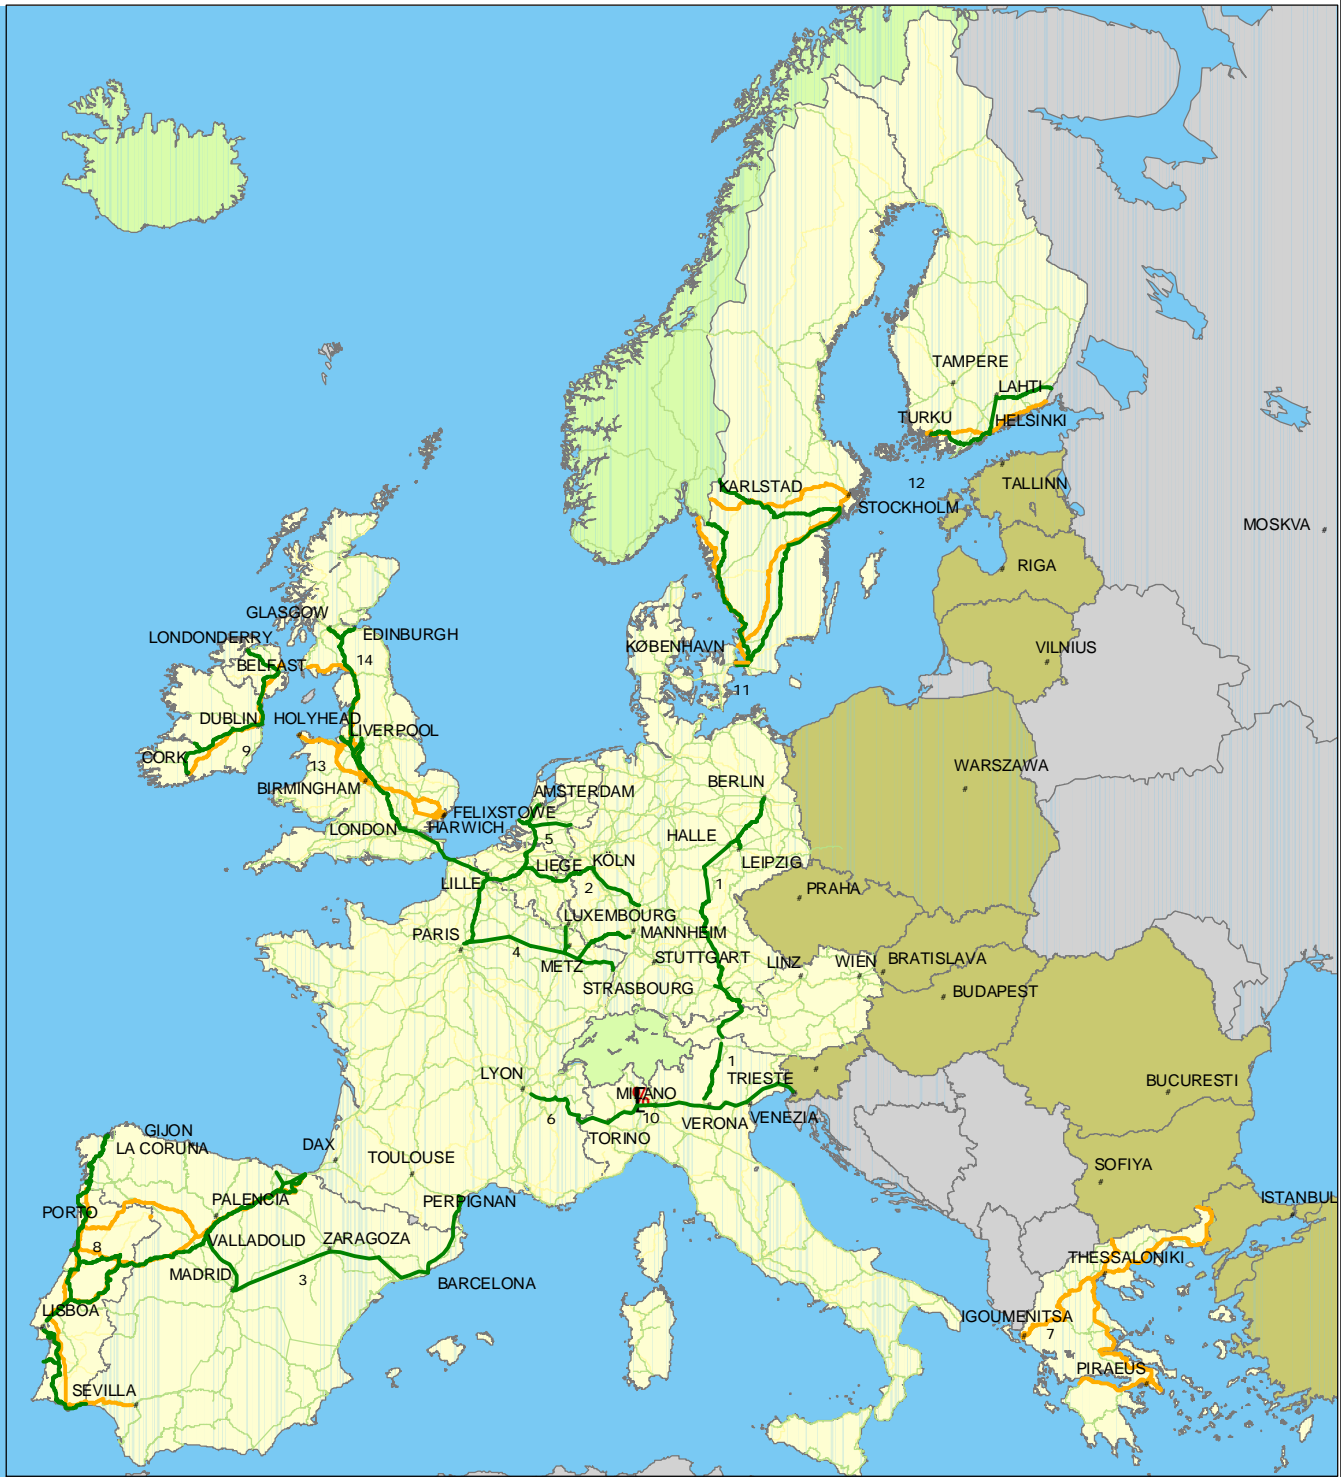 TAMPERE
LAHTI
TURKU
HELSINKI
12
TALLINN
KARLSTAD
STOCKHOLM
MOSKVA
RIGA
GLASGOW
LONDONDERRY
EDINBURGH
KØBENHAVN
VILNIUS
BELFAST
14
11
DUBLIN
HOLYHEAD
LIVERPOOL
9
CORK
13
WARSZAWA
BIRMINGHAM
AMSTERDAM
BERLIN
FELIXSTOWE
HARWICH
LONDON
HALLE
5
LIEGE
KÖLN
LEIPZIG
LILLE
2
1
PRAHA
LUXEMBOURG
PARIS
MANNHEIM
4
METZ
STUTTGART
LINZ
WIEN
BRATISLAVA
STRASBOURG
BUDAPEST
1
LYON
TRIESTE
MILANO
BUCURESTI
6
10
VERONA
VENEZIA
TORINO
GIJON
LA CORUNA
DAX
TOULOUSE
SOFIYA
PALENCIA
PERPIGNAN
ISTANBUL
PORTO
VALLADOLID
ZARAGOZA
8
THESSALONIKI
MADRID
3
BARCELONA
LISBOA
IGOUMENITSA
7
PIRAEUS
SEVILLA